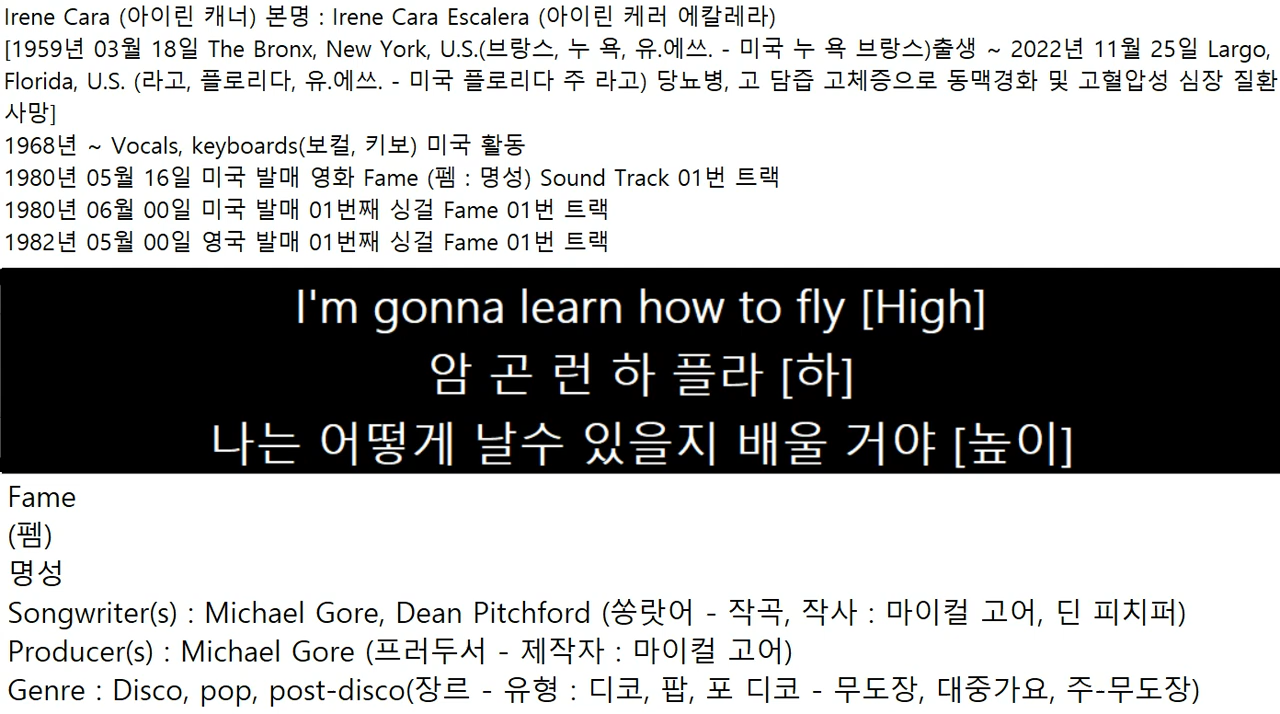 Irene Cara (아이린 캐너) 본명 : Irene Cara Escalera (아이린 케러 에칼레라)
[1959년 03월 18일 The Bronx, New York, U.S.(브랑스, 누 욕, 유.에쓰. - 미국 누 욕 브랑스)출생 ~ 2022년 11월 25일 Largo,
Florida, U.S. (라고, 플로리다, 유.에쓰. - 미국 플로리다 주 라고) 당뇨병, 고 담즙 고체증으로 동맥경화 및 고혈압성 심장 질환
사망]
1968년 ~ Vocals, keyboards(보컬, 키보) 미국 활동
1980년 05월 16일 미국 발매 영화 Fame (펨 : 명성) Sound Track 01번 트랙
1980년 06월 00일 미국 발매 01번째 싱걸 Fame 01번 트랙
1982년 05월 00일 영국 발매 01번째 싱걸 Fame 01번 트랙
I'm gonna learn how to fly [High]
암 곤 런 하 플라 [하]
나는 어떻게 날수 있을지 배울 거야 [높이]
Fame
(펨)
명성
Songwriter(s) : Michael Gore, Dean Pitchford (쏭랏어 - 작곡, 작사 : 마이컬 고어, 딘 피치퍼)
Producer(s) : Michael Gore (프러두서 - 제작자 : 마이컬 고어)
Genre : Disco, pop, post-disco(장르 - 유형 : 디코, 팝, 포 디코 - 무도장, 대중가요, 주-무도장)